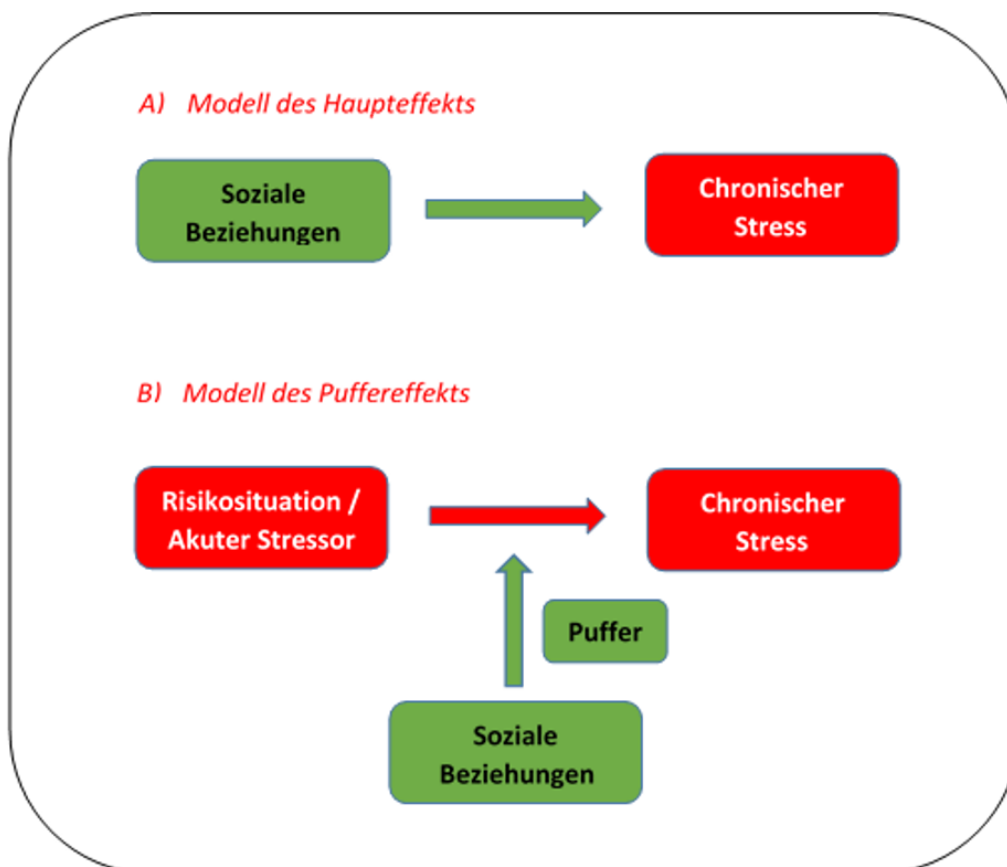 A) Modell des Haupteffekts
Soziale
Beziehungen
Chronischer
Stress
B) Modell des Puffereffekts
Risikosituation /
Akuter Stressor
Chronischer
Stress
Puffer
Soziale
Beziehungen